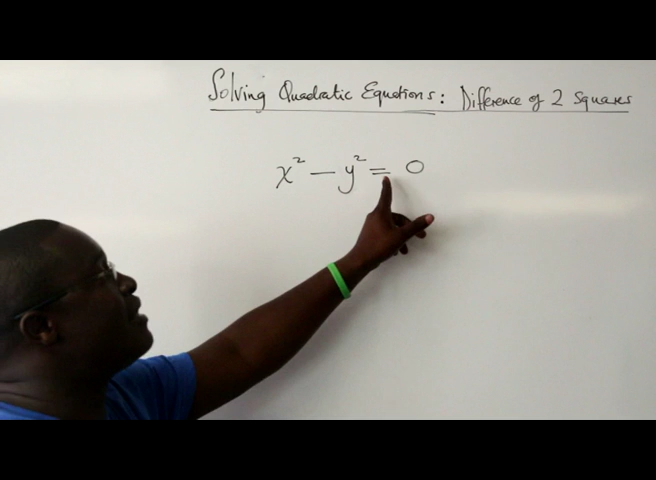 Solving Quadratic Equations: Difference of 2 Squares
x² − y² = 0